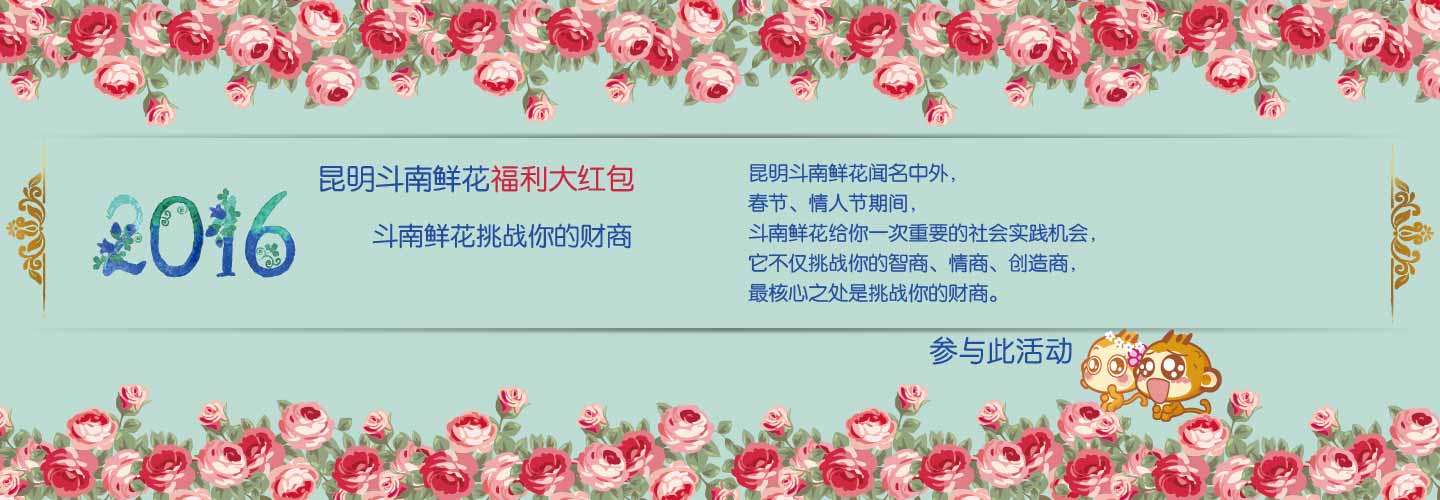 2016
昆明斗南鲜花福利大红包
斗南鲜花挑战你的财商
昆明斗南鲜花闻名中外，
春节、情人节期间，
斗南鲜花给你一次重要的社会实践机会，
它不仅挑战你的智商、情商、创造商，
最核心之处是挑战你的财商。
参与此活动